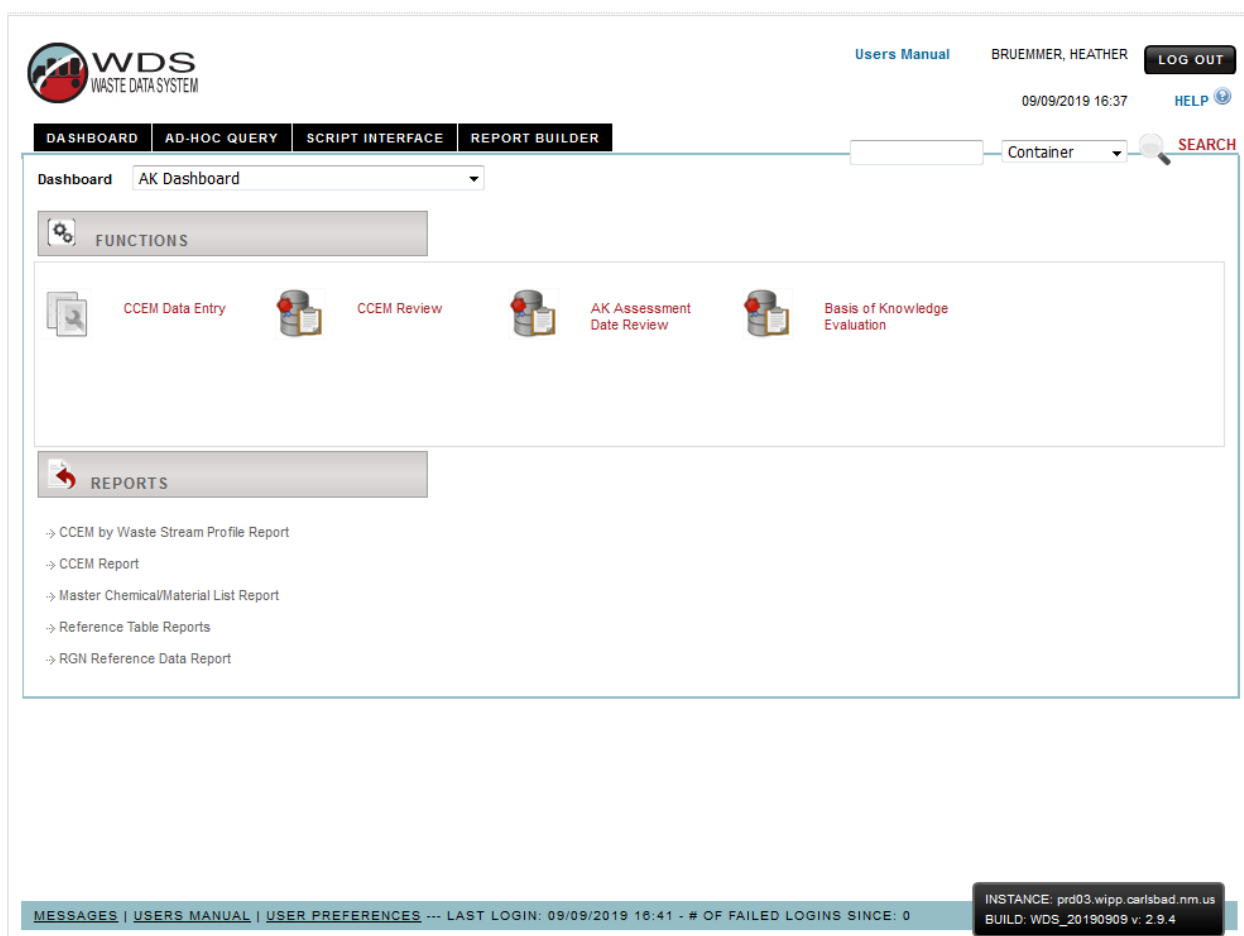 WDS
WASTE DATA SYSTEM
Users Manual BRUEMMER, HEATHER LOG OUT
09/09/2019 16:37 HELP
DASHBOARD AD-HOC QUERY SCRIPT INTERFACE REPORT BUILDER
Container SEARCH
Dashboard AK Dashboard
FUNCTIONS
CCEM Data Entry CCEM Review AK Assessment Basis of Knowledge
Date Review Evaluation
REPORTS
CCEM by Waste Stream Profile Report
CCEM Report
Master Chemical/Material List Report
Reference Table Reports
RGN Reference Data Report
MESSAGES | USERS MANUAL | USER PREFERENCES --- LAST LOGIN: 09/09/2019 16:41 - # OF FAILED LOGINS SINCE: 0
INSTANCE: prd03.wipp.carlsbad.nm.us
BUILD: WDS_20190909 v: 2.9.4